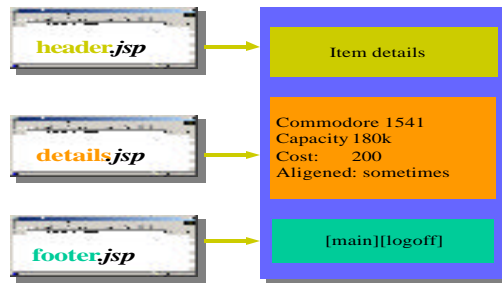 header.jsp
Item details
details.jsp
Commodore 1541
Capacity 180k
Cost: 200
Aligened: sometimes
footer.jsp
[main][logoff]